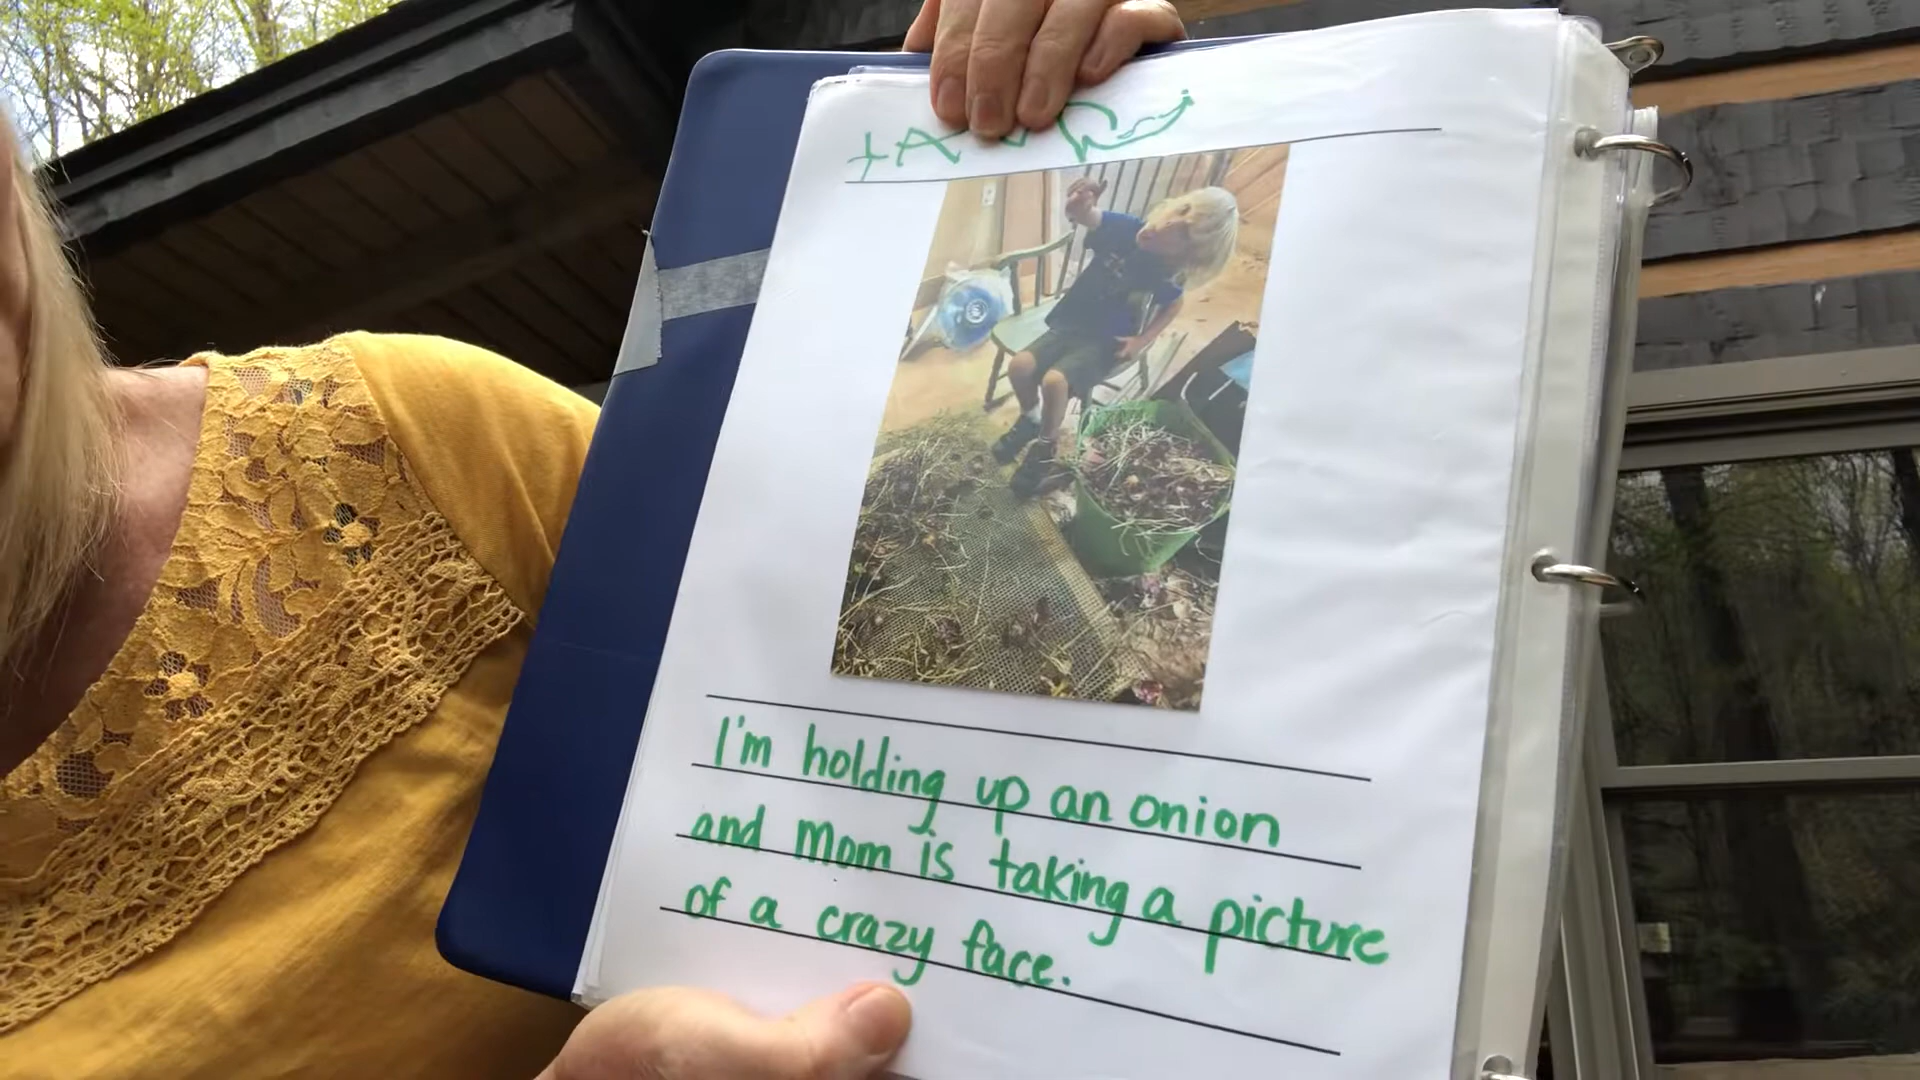 I'm holding up an onion
and mom is taking a picture
of a crazy face.